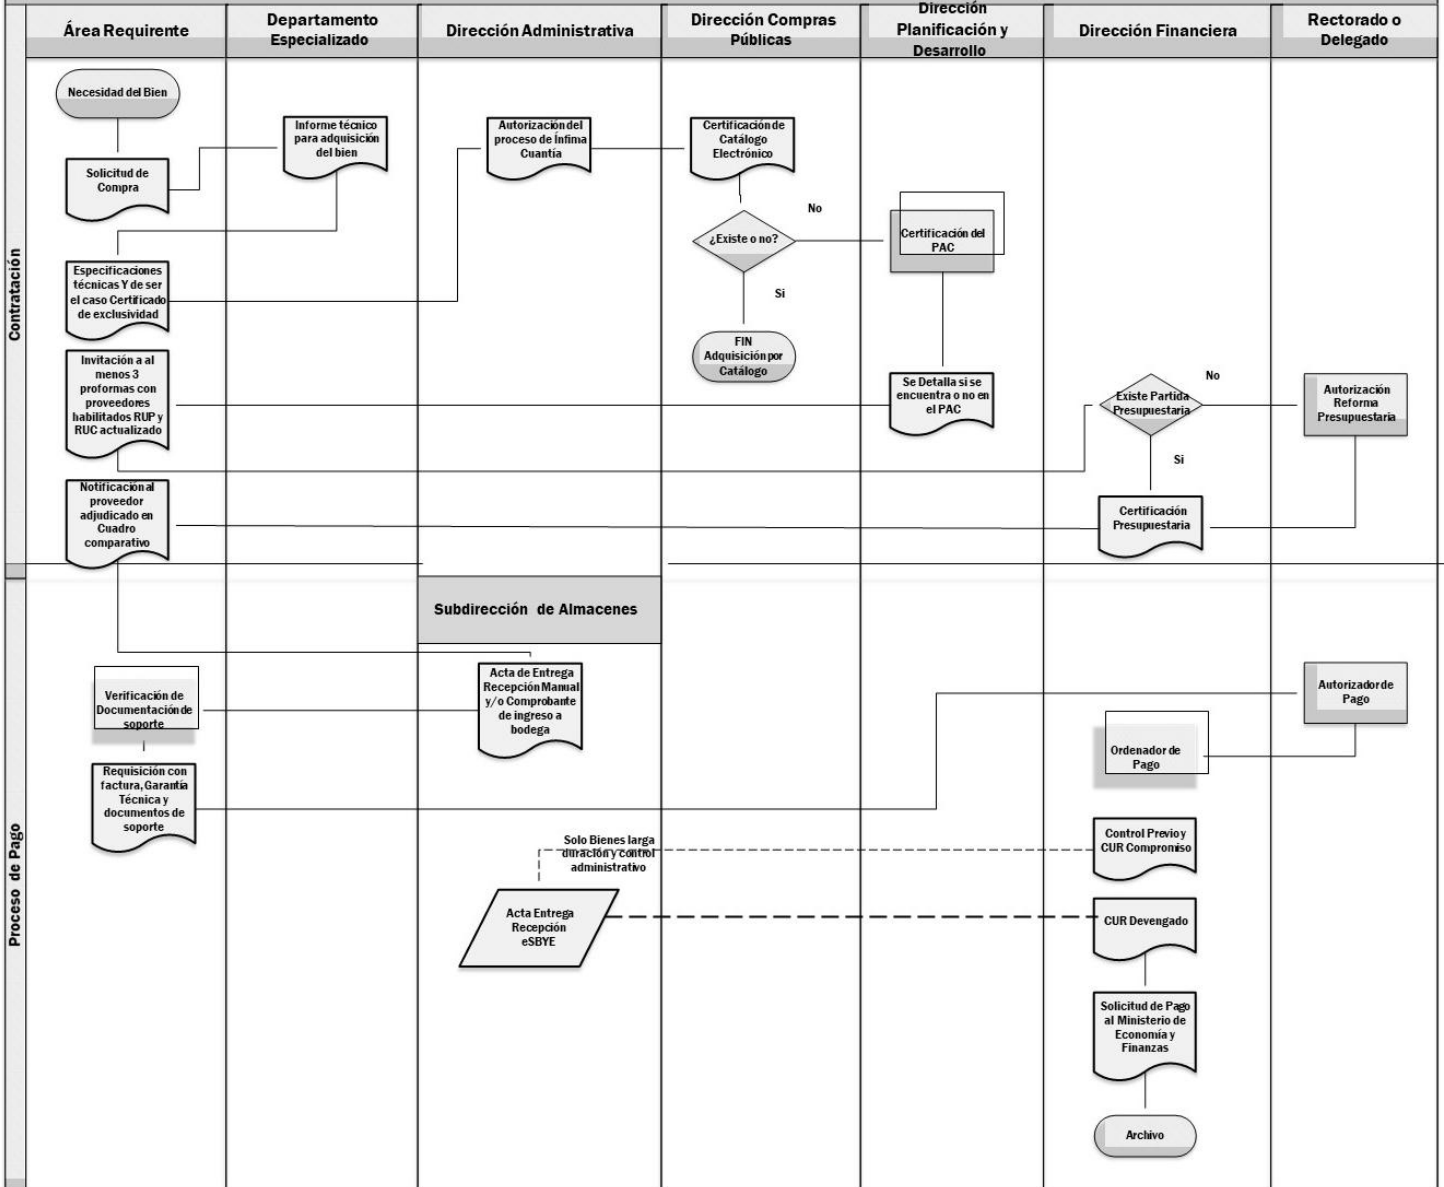 Área Requirente
Departamento
Especializado
Dirección Administrativa
Dirección Compras
Públicas
Dirección
Planificación y
Desarrollo
Dirección Financiera
Rectorado o
Delegado
Contratación
Necesidad del Bien
Solicitud de
Compra
Informe técnico
para adquisición
del bien
Autorización del
proceso de Ínfima
Cuantía
Certificación de
Catálogo
Electrónico
¿Existe o no?
No
Si
Certificación del
PAC
Especificaciones
técnicas Y de ser
el caso Certificado
de exclusividad
FIN
Adquisición por
Catálogo
Invitación a al
menos 3
proformas con
proveedores
habilitados RUP y
RUC actualizado
Se Detalla si se
encuentra o no en
el PAC
Existe Partida
Presupuestaria
No
Si
Autorización
Reforma
Presupuestaria
Notificación al
proveedor
adjudicado en
Cuadro
comparativo
Certificación
Presupuestaria
Proceso de Pago
Subdirección de Almacenes
Acta de Entrega
Recepción Manual
y/o Comprobante
de ingreso a
bodega
Verificación de
Documentación de
soporte
Requisición con
factura, Garantía
Técnica y
documentos de
soporte
Autorizador de
Pago
Ordenador de
Pago
Solo Bienes larga
duración y control
administrativo
Control Previo y
CUR Compromiso
Acta Entrega
Recepción
eSBYE
CUR Devengado
Solicitud de Pago
al Ministerio de
Economía y
Finanzas
Archivo